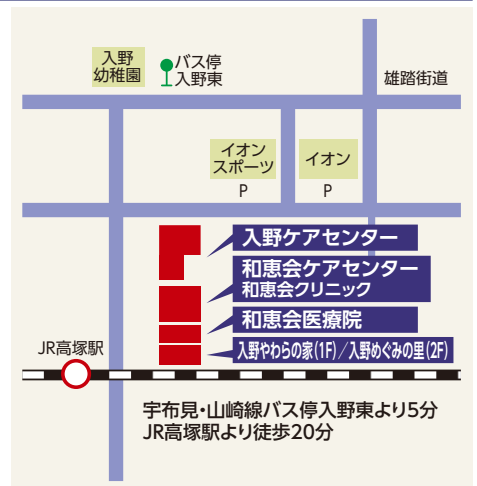 入野
幼稚園
バス停
入野東
雄踏街道
イオン
スポーツ
P
イオン
P
入野ケアセンター
和恵会ケアセンター
和恵会クリニック
和恵会医療院
入野やわらの家(1F)/入野めぐみの里(2F)
JR高塚駅
宇布見・山崎線バス停入野東より5分
JR高塚駅より徒歩20分